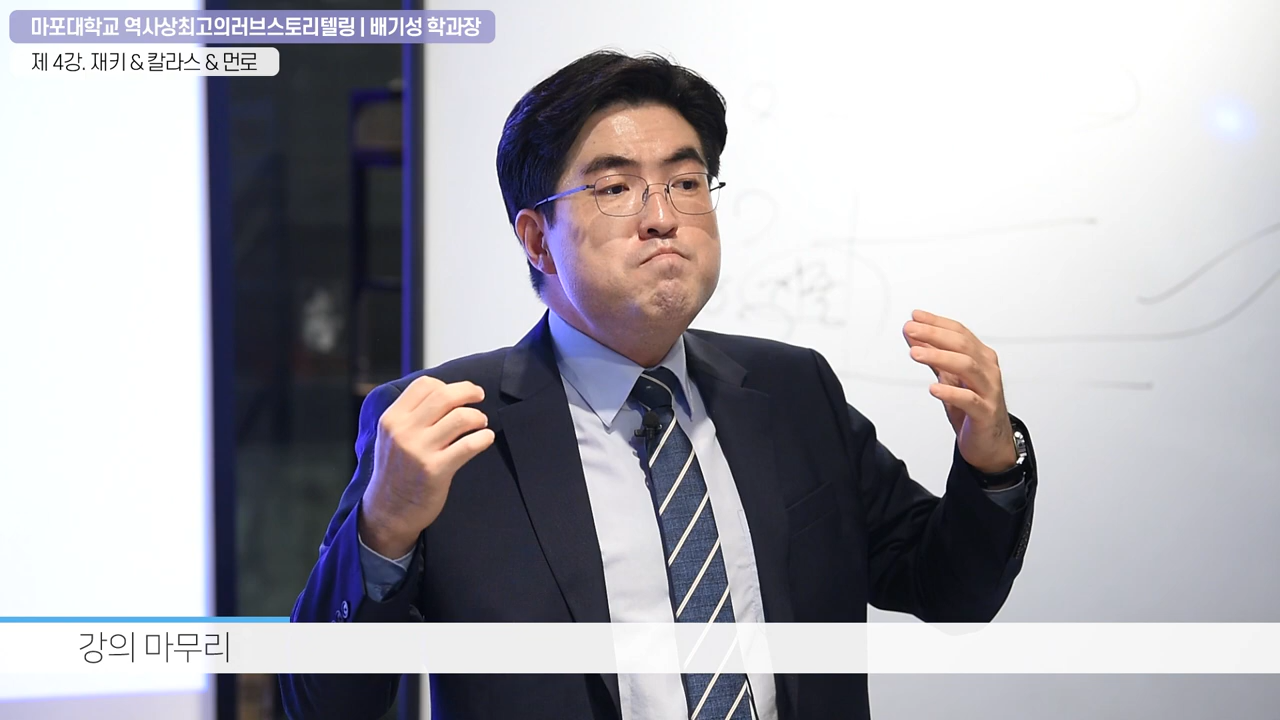 마포대학교 역사상최고의러브스토리텔링 | 배기성 학과장
제 4강. 재키 & 칼라스 & 먼로
강의 마무리